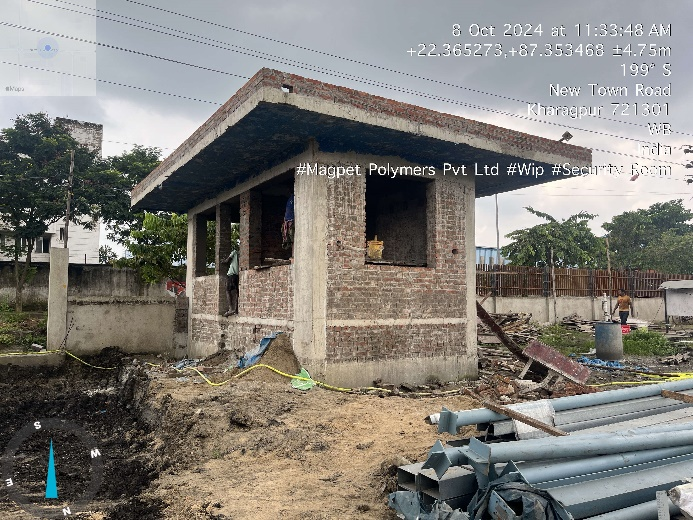 8 Oct 2024 at 11:33:48 AM
+22.365273,+87.353468 ±4.75m
199° S
New Town Road
Kharagpur 721301
WB
India
#Magpet Polymers Pvt Ltd #Wip #Security Room
Maps
S
W
E
N